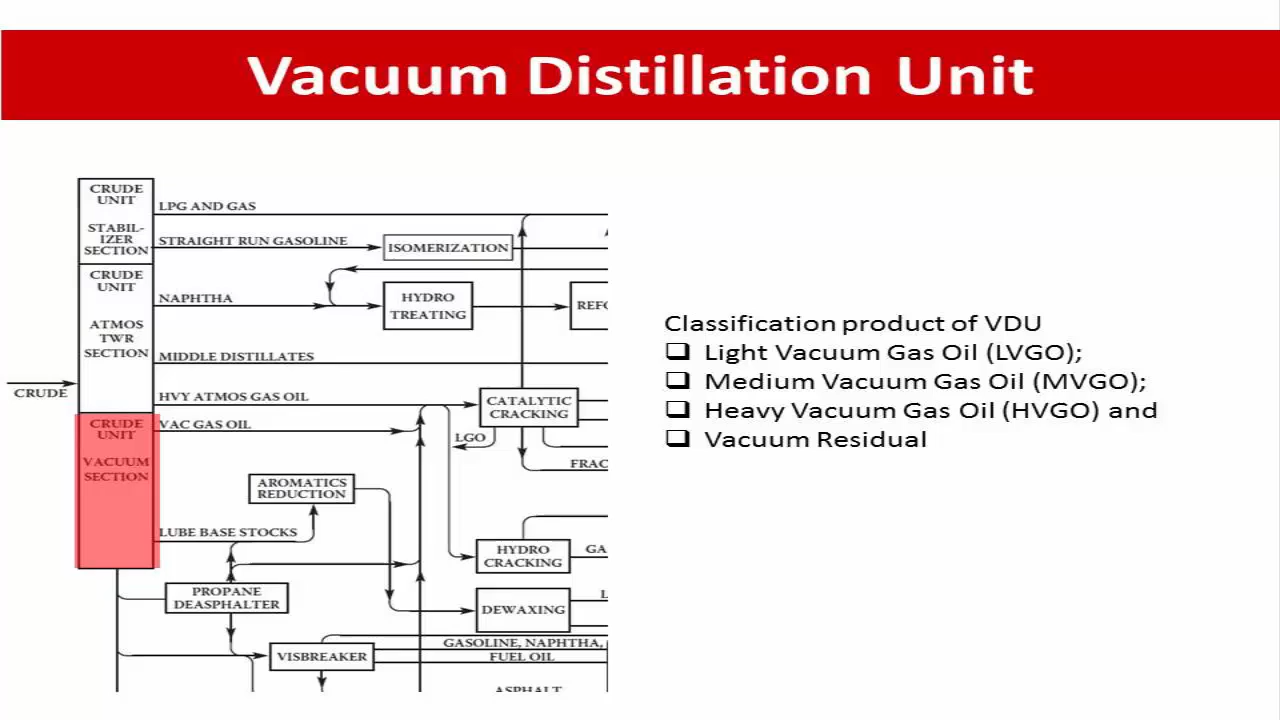 Vacuum Distillation Unit
CRUDE
UNIT
STABIL-
IZER
SECTION
LPG AND GAS
STRAIGHT RUN GASOLINE
ISOMERIZATION
CRUDE
UNIT
ATMOS
TWR
SECTION
NAPHTHA
HYDRO
TREATING
REFO
MIDDLE DISTILLATES
CRUDE
HVY ATMOS GAS OIL
CATALYTIC
CRACKING
CRUDE
UNIT
VACUUM
SECTION
VAC GAS OIL
LGO
FRAC
AROMATICS
REDUCTION
LUBE BASE STOCKS
HYDRO
CRACKING
GA
PROPANE
DEASPHALTER
DEWAXING
L
VISBREAKER
GASOLINE, NAPHTHA,
FUEL OIL
ASPHALT
Classification product of VDU
Light Vacuum Gas Oil (LVGO);
Medium Vacuum Gas Oil (MVGO);
Heavy Vacuum Gas Oil (HVGO) and
Vacuum Residual